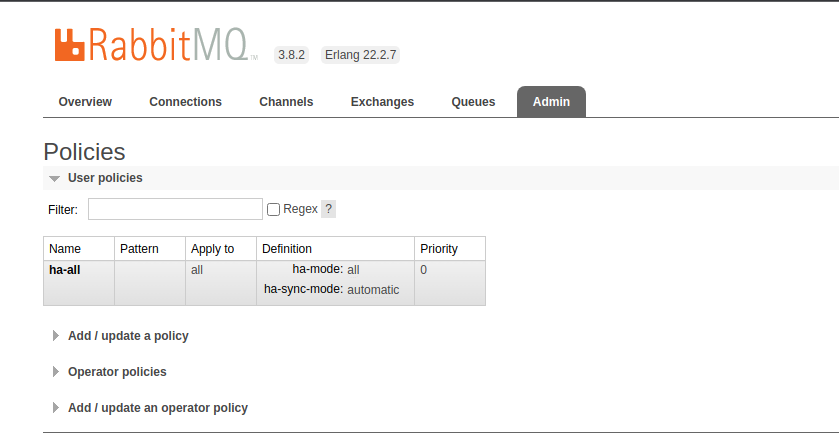 RabbitMQ TM 3.8.2 Erlang 22.2.7
Overview Connections Channels Exchanges Queues Admin
Policies
User policies
Filter: Regex ?
Name Pattern Apply to Definition Priority
ha-all all ha-mode: all 0
ha-sync-mode: automatic
Add / update a policy
Operator policies
Add / update an operator policy